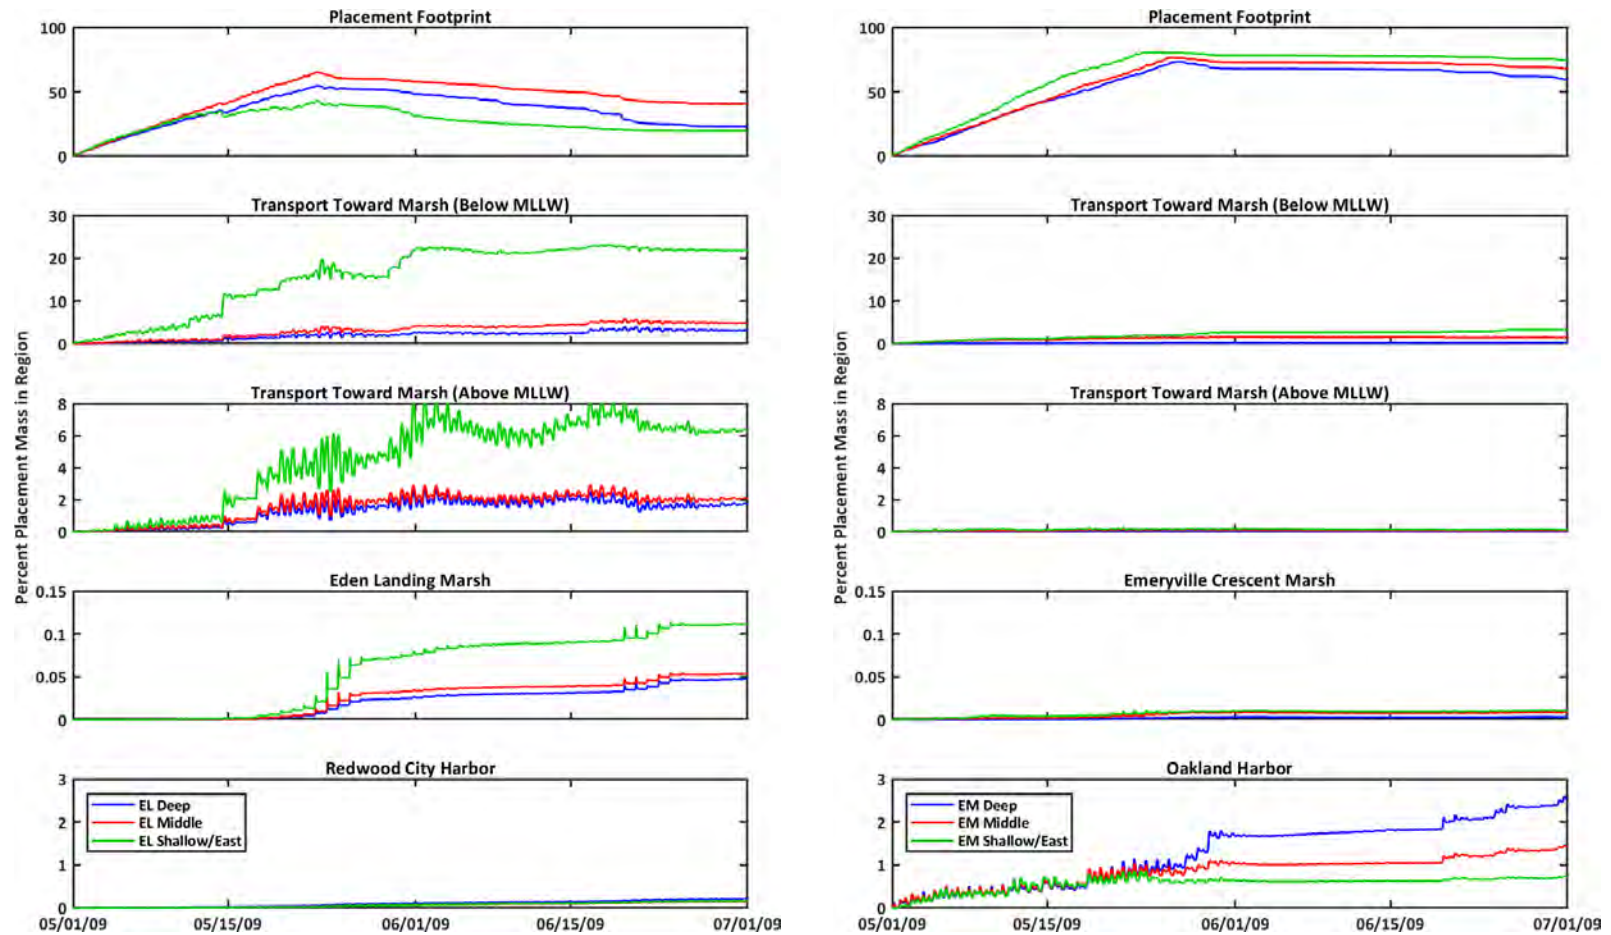 Placement Footprint
100
50
0
Transport Toward Marsh (Below MLLW)
30
20
10
0
Transport Toward Marsh (Above MLLW)
8
6
4
2
0
Eden Landing Marsh
0.15
0.1
0.05
0
Redwood City Harbor
3
2
1
0
EL Deep
EL Middle
EL Shallow/East
05/01/09 05/15/09 06/01/09 06/15/09 07/01/09
Percent Placement Mass in Region
Placement Footprint
100
50
0
Transport Toward Marsh (Below MLLW)
30
20
10
0
Transport Toward Marsh (Above MLLW)
8
6
4
2
0
Emeryville Crescent Marsh
0.15
0.1
0.05
0
Oakland Harbor
3
2
1
0
EM Deep
EM Middle
EM Shallow/East
05/01/09 05/15/09 06/01/09 06/15/09 07/01/09
Percent Placement Mass in Region